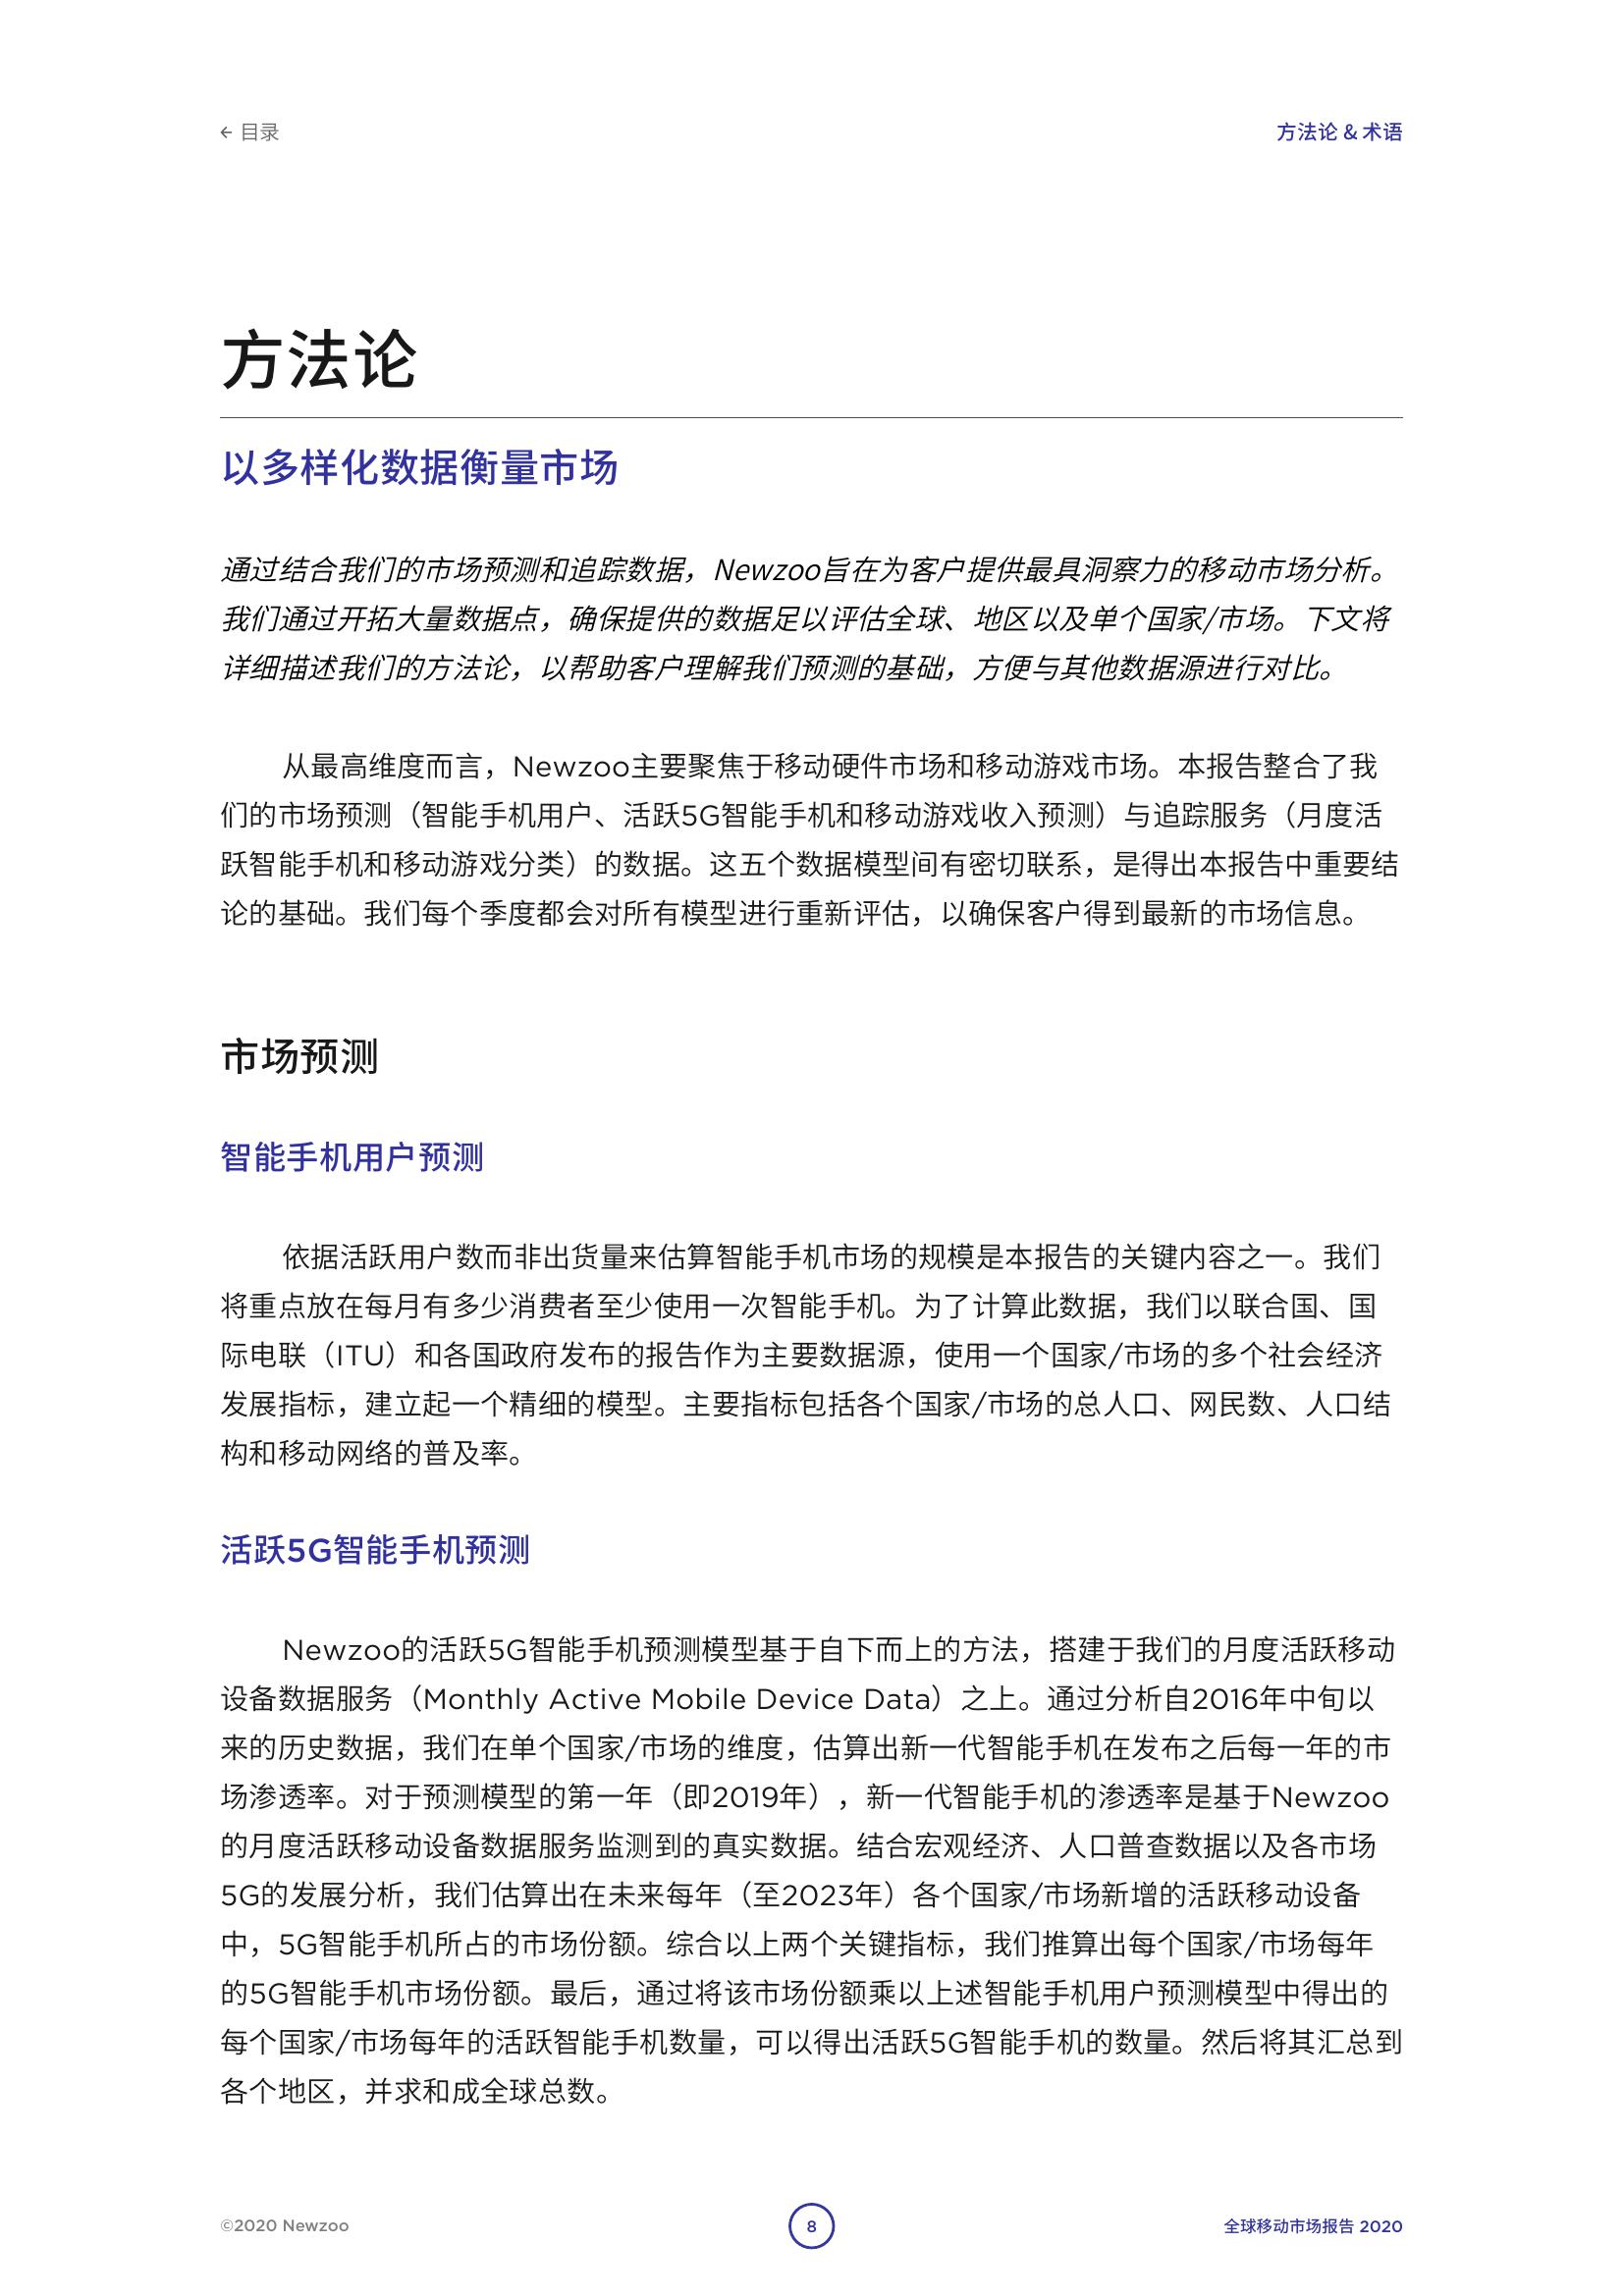 ← 目录
方法论 & 术语
方法论
以多样化数据衡量市场
通过结合我们的市场预测和追踪数据，Newzoo旨在为客户提供最具洞察力的移动市场分析。
我们通过开拓大量数据点，确保提供的数据足以评估全球、地区以及单个国家/市场。下文将
详细描述我们的方法论，以帮助客户理解我们预测的基础，方便与其他数据源进行对比。
从最高维度而言，Newzoo主要聚焦于移动硬件市场和移动游戏市场。本报告整合了我
们的市场预测（智能手机用户、活跃5G智能手机和移动游戏收入预测）与追踪服务（月度活
跃智能手机和移动游戏分类）的数据。这五个数据模型间有密切联系，是得出本报告中重要结
论的基础。我们每个季度都会对所有模型进行重新评估，以确保客户得到最新的市场信息。
市场预测
智能手机用户预测
依据活跃用户数而非出货量来估算智能手机市场的规模是本报告的关键内容之一。我们
将重点放在每月有多少消费者至少使用一次智能手机。为了计算此数据，我们以联合国、国
际电联（ITU）和各国政府发布的报告作为主要数据源，使用一个国家/市场的多个社会经济
发展指标，建立起一个精细的模型。主要指标包括各个国家/市场的总人口、网民数、人口结
构和移动网络的普及率。
活跃5G智能手机预测
Newzoo的活跃5G智能手机预测模型基于自下而上的方法，搭建于我们的月度活跃移动
设备数据服务（Monthly Active Mobile Device Data）之上。通过分析自2016年中旬以
来的历史数据，我们在单个国家/市场的维度，估算出新一代智能手机在发布之后每一年的市
场渗透率。对于预测模型的第一年（即2019年），新一代智能手机的渗透率是基于Newzoo
的月度活跃移动设备数据服务监测到的真实数据。结合宏观经济、人口普查数据以及各市场
5G的发展分析，我们估算出在未来每年（至2023年）各个国家/市场新增的活跃移动设备
中，5G智能手机所占的市场份额。综合以上两个关键指标，我们推算出每个国家/市场每年
的5G智能手机市场份额。最后，通过将该市场份额乘以上述智能手机用户预测模型中得出的
每个国家/市场每年的活跃智能手机数量，可以得出活跃5G智能手机的数量。然后将其汇总到
各个地区，并求和成全球总数。
©2020 Newzoo
8
全球移动市场报告 2020